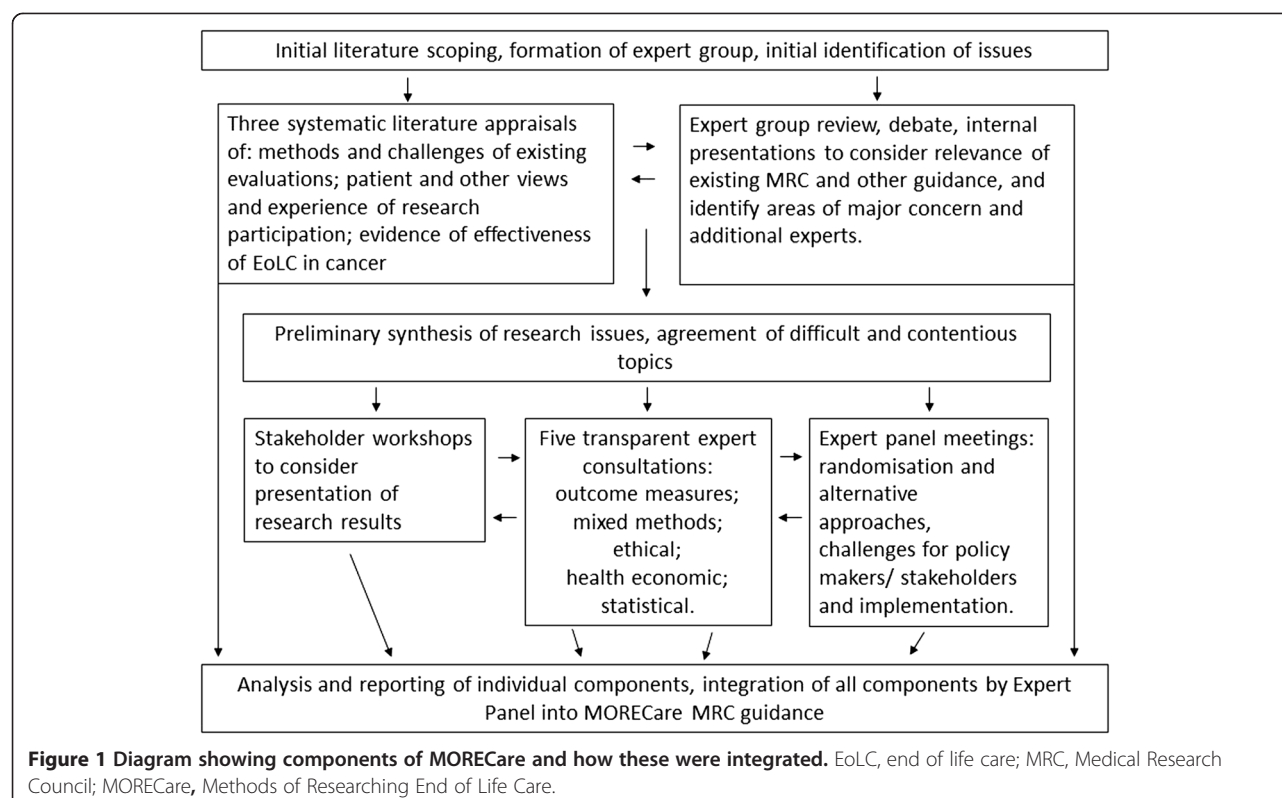 Initial literature scoping, formation of expert group, initial identification of issues
Three systematic literature appraisals
of: methods and challenges of existing
evaluations; patient and other views
and experience of research
participation; evidence of effectiveness
of EoLC in cancer
Expert group review, debate, internal
presentations to consider relevance of
existing MRC and other guidance, and
identify areas of major concern and
additional experts.
Preliminary synthesis of research issues, agreement of difficult and contentious
topics
Stakeholder workshops
to consider
presentation of
research results
Five transparent expert
consultations:
outcome measures;
mixed methods;
ethical;
health economic;
statistical.
Expert panel meetings:
randomisation and
alternative
approaches,
challenges for policy
makers/ stakeholders
and implementation.
Analysis and reporting of individual components, integration of all components by Expert
Panel into MORECare MRC guidance
Figure 1 Diagram showing components of MORECare and how these were integrated. EoLC, end of life care; MRC, Medical Research
Council; MORECare, Methods of Researching End of Life Care.